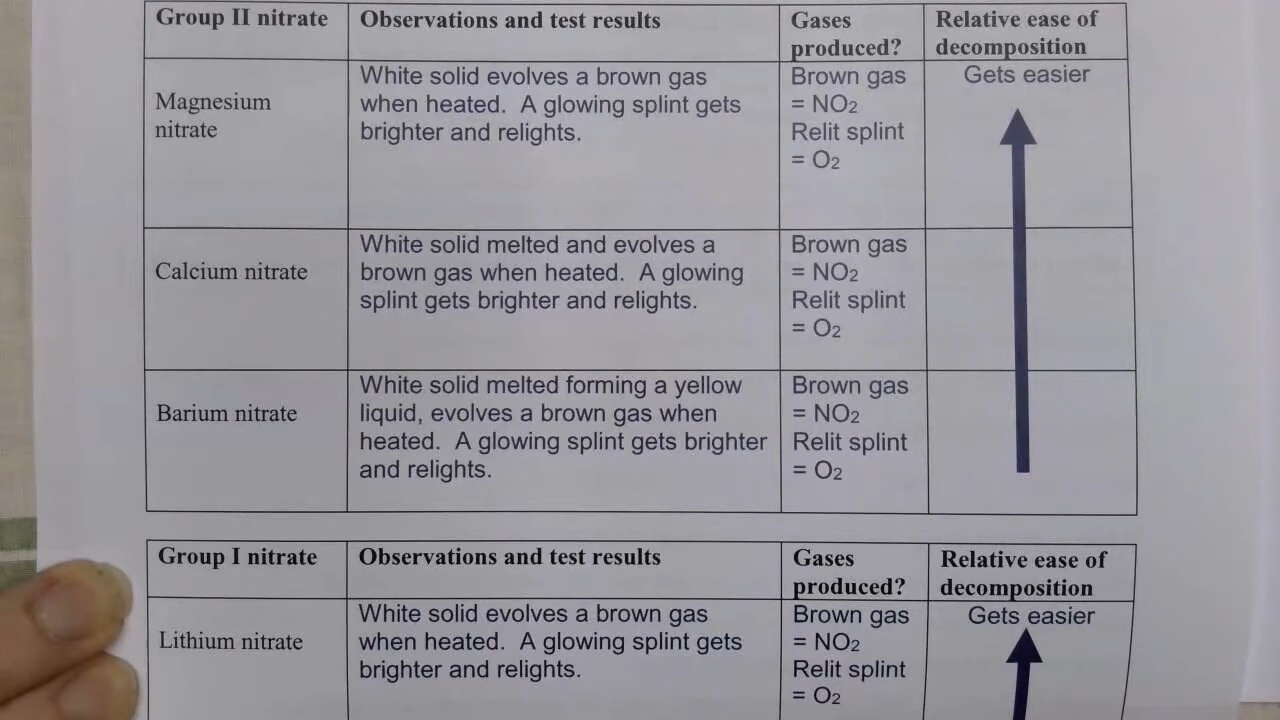 Group II nitrate
Observations and test results
Gases
produced?
Relative ease of
decomposition
Magnesium
nitrate
White solid evolves a brown gas
when heated.  A glowing splint gets
brighter and relights.
Brown gas
= NO₂
Relit splint
= O₂
Gets easier
Calcium nitrate
White solid melted and evolves a
brown gas when heated.  A glowing
splint gets brighter and relights.
Brown gas
= NO₂
Relit splint
= O₂
Barium nitrate
White solid melted forming a yellow
liquid, evolves a brown gas when
heated.  A glowing splint gets brighter
and relights.
Brown gas
= NO₂
Relit splint
= O₂
Group I nitrate
Observations and test results
Gases
produced?
Relative ease of
decomposition
Lithium nitrate
White solid evolves a brown gas
when heated.  A glowing splint gets
brighter and relights.
Brown gas
= NO₂
Relit splint
= O₂
Gets easier